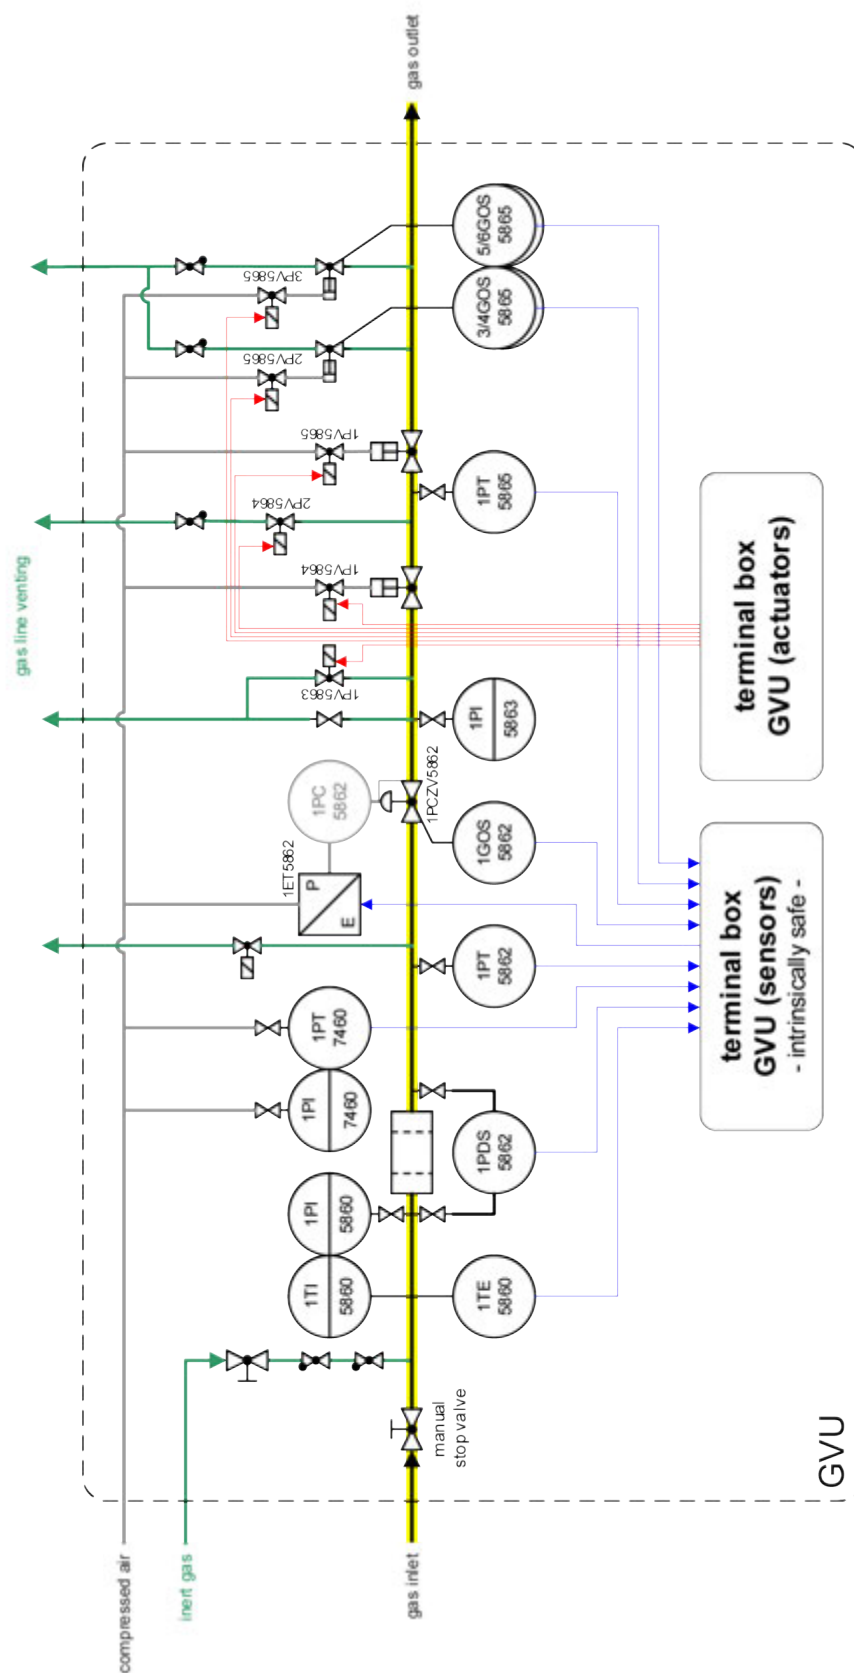 gas line venting
compressed air
inert gas
gas inlet
gas outlet
manual
stop valve
1TI
5860
1PI
5860
1PI
7460
1PT
7460
1ET5862
P
E
1PC
5862
1PCZV5862
1PV5863
1PV5864
2PV5864
1PV5865
2PV5865
3PV5865
1TE
5860
1PDS
5862
1PT
5862
1GOS
5862
1PI
5863
1PT
5865
3/4GOS
5865
5/6GOS
5865
terminal box
GVU (sensors)
- intrinsically safe -
terminal box
GVU (actuators)
GVU